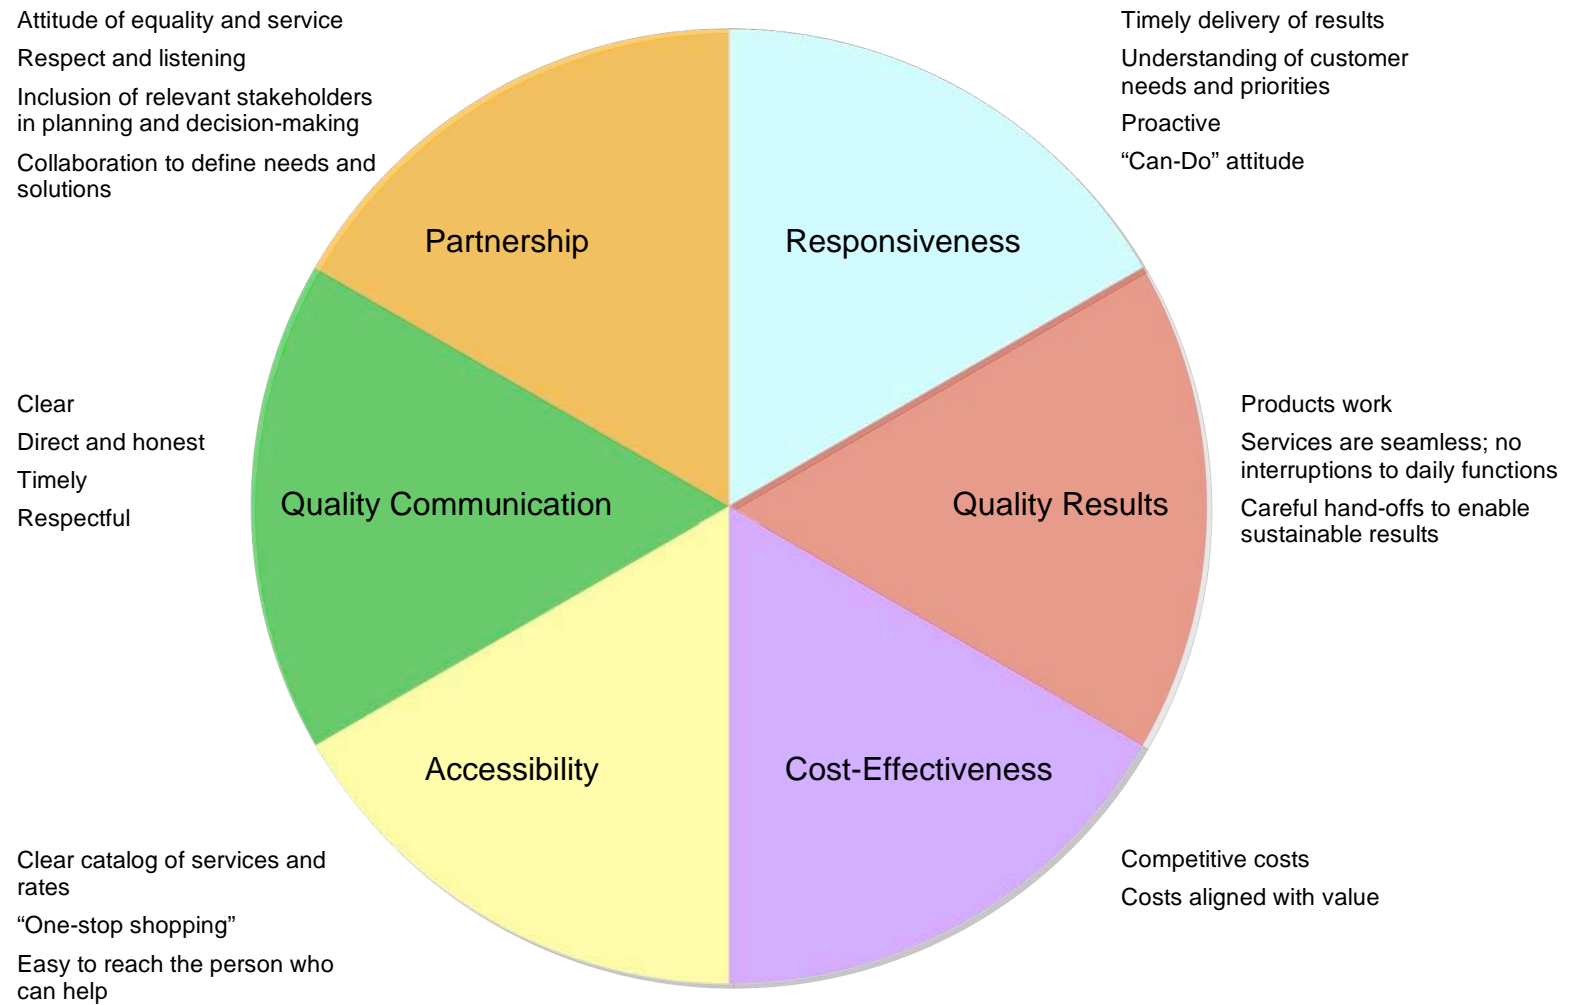 Attitude of equality and service
Respect and listening
Inclusion of relevant stakeholders
in planning and decision-making
Collaboration to define needs and
solutions
Timely delivery of results
Understanding of customer
needs and priorities
Proactive
“Can-Do” attitude
Partnership
Responsiveness
Clear
Direct and honest
Timely
Respectful
Quality Communication
Quality Results
Products work
Services are seamless; no
interruptions to daily functions
Careful hand-offs to enable
sustainable results
Accessibility
Cost-Effectiveness
Clear catalog of services and
rates
“One-stop shopping”
Easy to reach the person who
can help
Competitive costs
Costs aligned with value